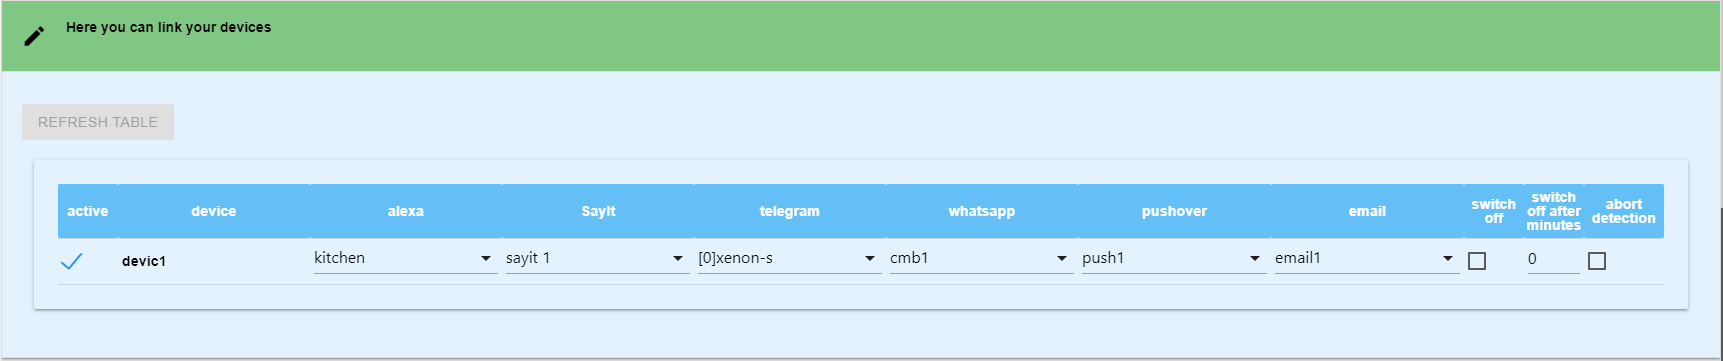 Here you can link your devices
REFRESH TABLE
active device alexa SayIt telegram whatsapp pushover email switch off switch off after minutes abort detection
devic1 kitchen sayit 1 [0]xenon-s cmb1 push1 email1 0